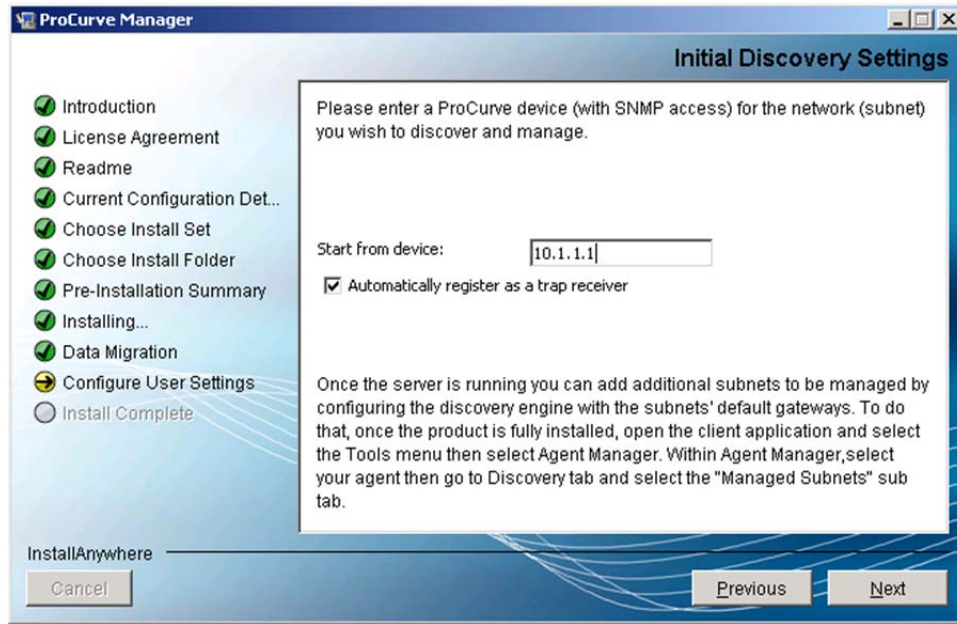 ProCurve Manager
Initial Discovery Settings
Introduction
License Agreement
Readme
Current Configuration Det...
Choose Install Set
Choose Install Folder
Pre-Installation Summary
Installing...
Data Migration
Configure User Settings
Install Complete
Please enter a ProCurve device (with SNMP access) for the network (subnet)
you wish to discover and manage.
Start from device:
10.1.1.1
Automatically register as a trap receiver
Once the server is running you can add additional subnets to be managed by
configuring the discovery engine with the subnets' default gateways. To do
that, once the product is fully installed, open the client application and select
the Tools menu then select Agent Manager. Within Agent Manager,select
your agent then go to Discovery tab and select the "Managed Subnets" sub
tab.
InstallAnywhere
Cancel
Previous
Next